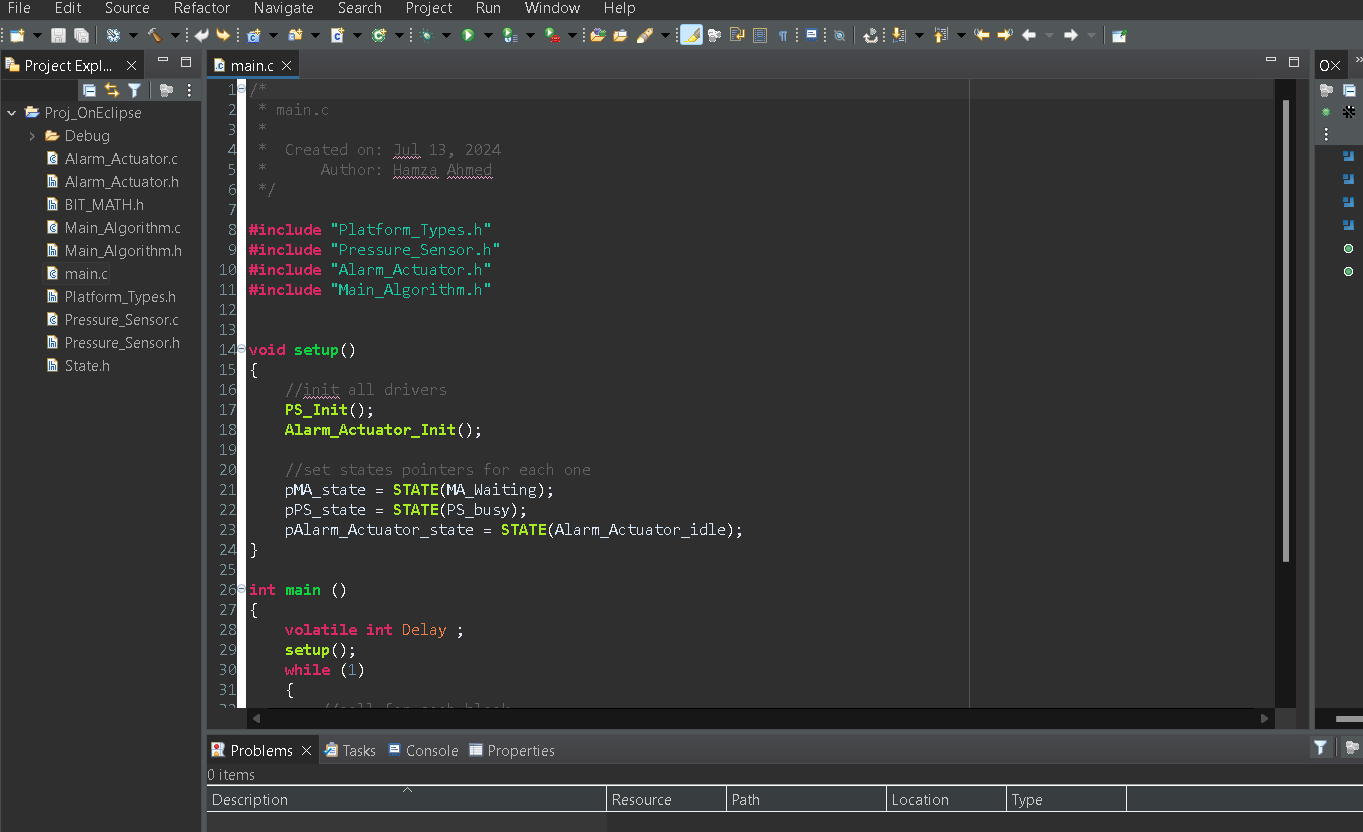 File Edit Source Refactor Navigate Search Project Run Window Help
Project Expl...
Proj_OnEclipse
Debug
Alarm_Actuator.c
Alarm_Actuator.h
BIT_MATH.h
Main_Algorithm.c
Main_Algorithm.h
main.c
Platform_Types.h
Pressure_Sensor.c
Pressure_Sensor.h
State.h
main.c
1 /*
2  * main.c
3  *
4  *  Created on: Jul 13, 2024
5  *      Author: Hamza Ahmed
6  */
7
8 #include "Platform_Types.h"
9 #include "Pressure_Sensor.h"
10 #include "Alarm_Actuator.h"
11 #include "Main_Algorithm.h"
12
13
14 void setup()
15 {
16     //init all drivers
17     PS_Init();
18     Alarm_Actuator_Init();
19
20     //set states pointers for each one
21     pMA_state = STATE(MA_Waiting);
22     pPS_state = STATE(PS_busy);
23     pAlarm_Actuator_state = STATE(Alarm_Actuator_idle);
24 }
25
26 int main ()
27 {
28     volatile int Delay ;
29     setup();
30     while (1)
31     {
O
Problems Tasks Console Properties
0 items
Description Resource Path Location Type